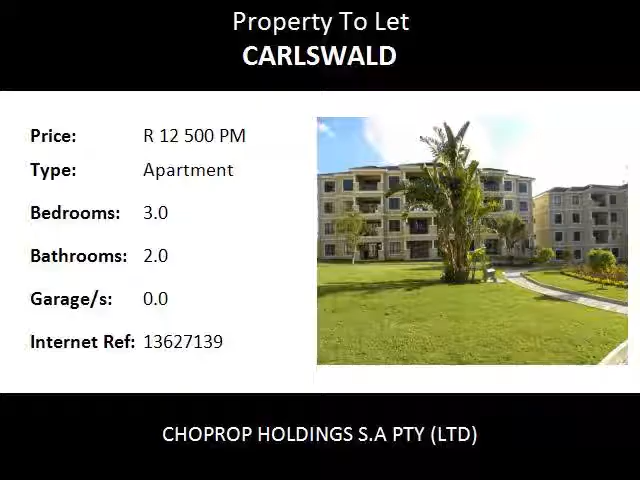 Property To Let
CARLSWALD
Price: R 12 500 PM
Type: Apartment
Bedrooms: 3.0
Bathrooms: 2.0
Garage/s: 0.0
Internet Ref: 13627139
CHOPROP HOLDINGS S.A PTY (LTD)